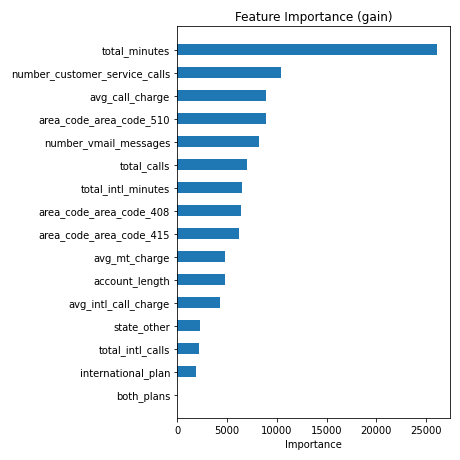 Feature Importance (gain)
total_minutes
number_customer_service_calls
avg_call_charge
area_code_area_code_510
number_vmail_messages
total_calls
total_intl_minutes
area_code_area_code_408
area_code_area_code_415
avg_mt_charge
account_length
avg_intl_call_charge
state_other
total_intl_calls
international_plan
both_plans
0 5000 10000 15000 20000 25000
Importance